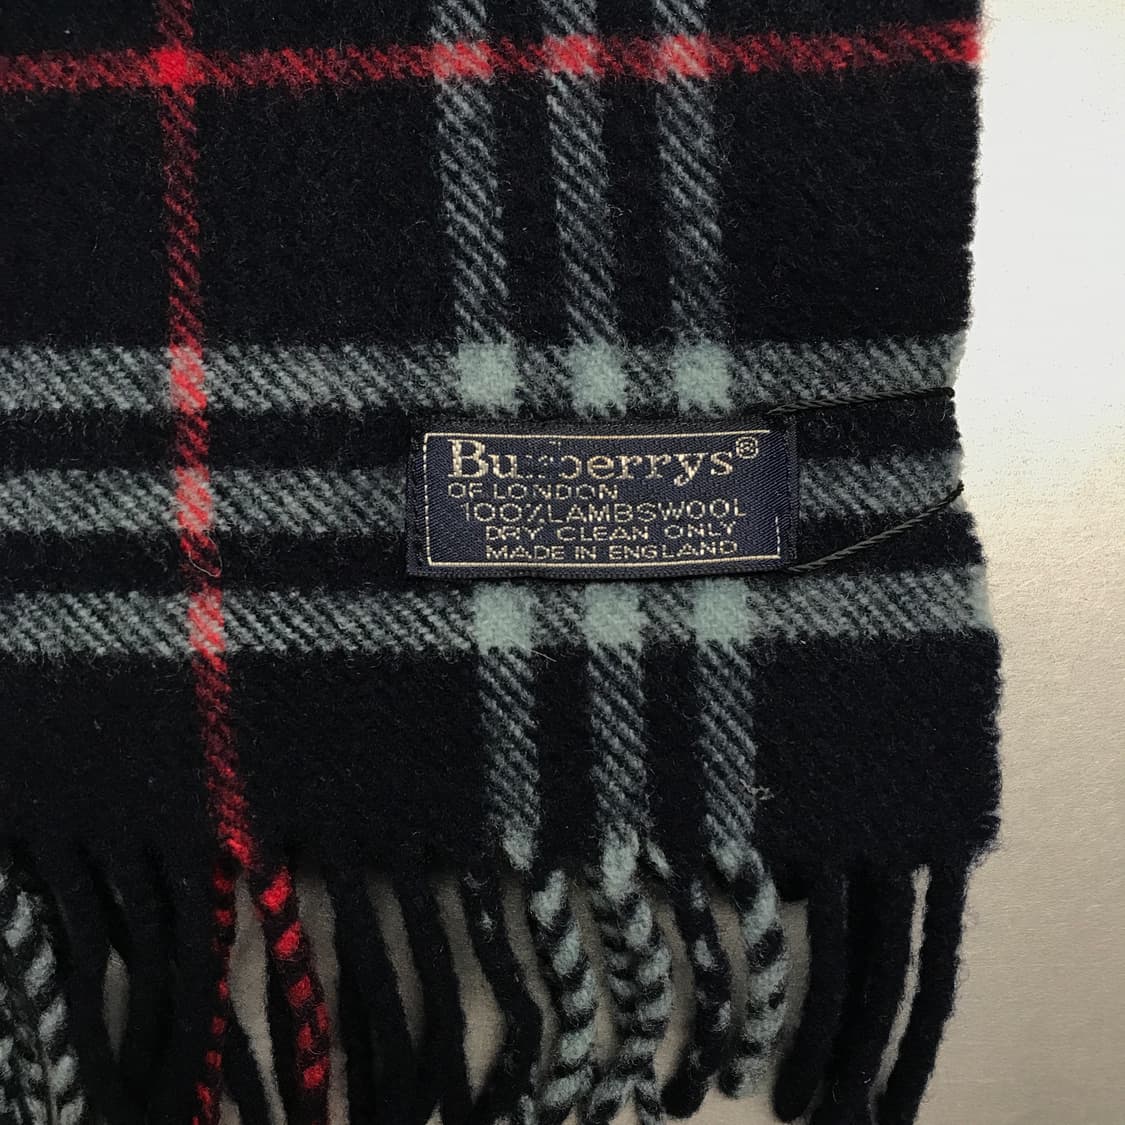 Burberrys®
OF LONDON
100%LAMBSWOOL
DRY CLEAN ONLY
MADE IN ENGLAND